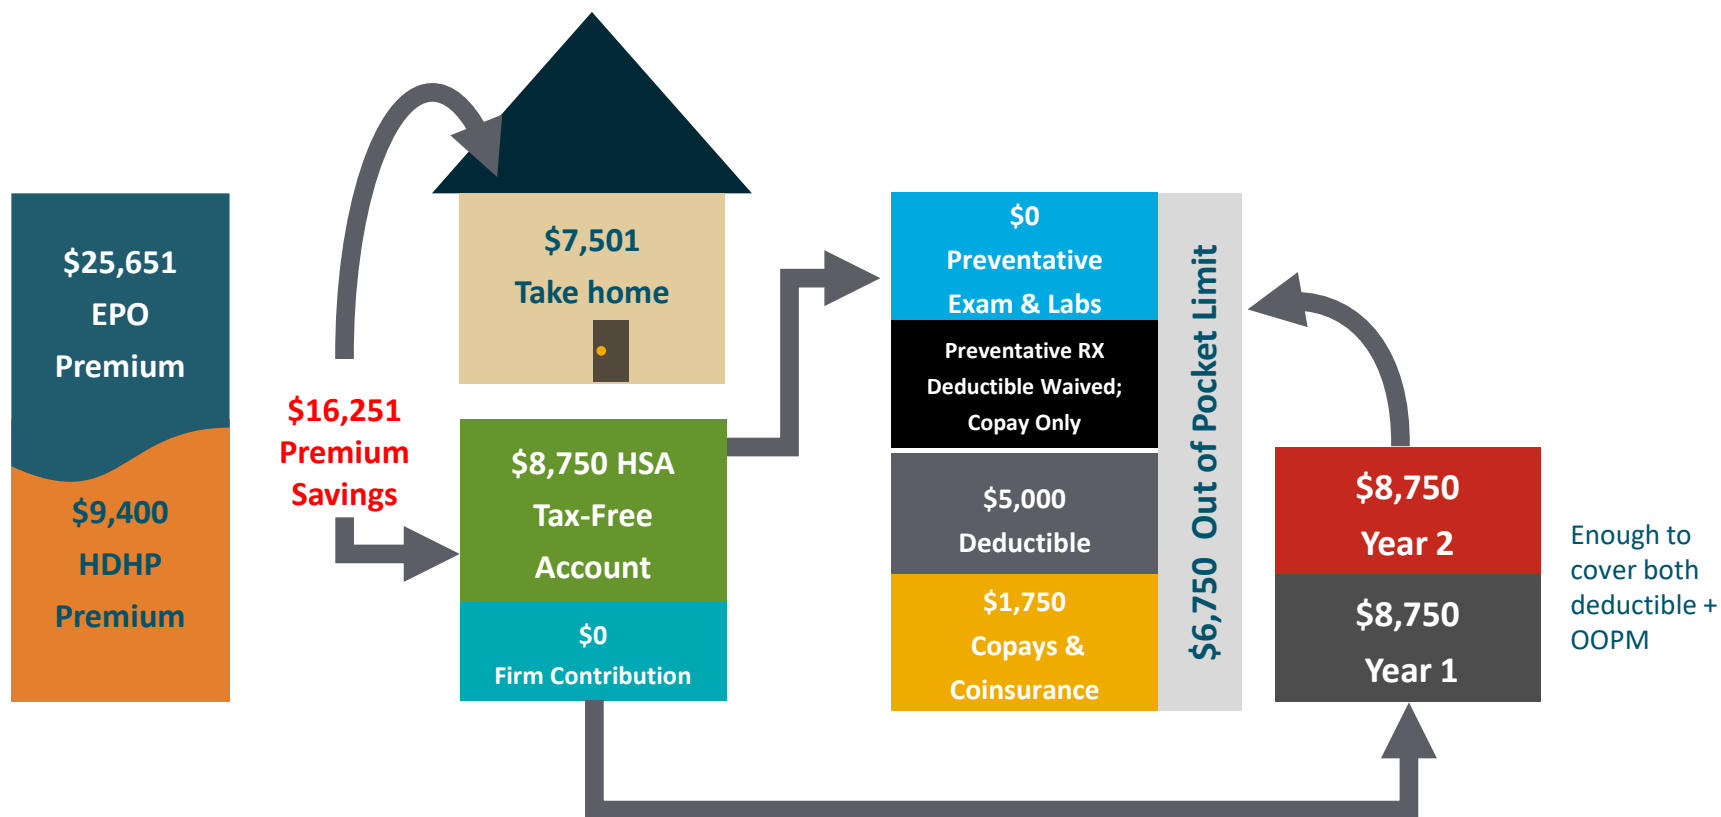 $25,651
EPO
Premium
$9,400
HDHP
Premium
$16,251
Premium
Savings
$7,501
Take home
$8,750 HSA
Tax-Free
Account
$0
Firm Contribution
$0
Preventative
Exam & Labs
Preventative RX
Deductible Waived;
Copay Only
$5,000
Deductible
$1,750
Copays &
Coinsurance
$6,750 Out of Pocket Limit
$8,750
Year 2
$8,750
Year 1
Enough to
cover both
deductible +
OOPM